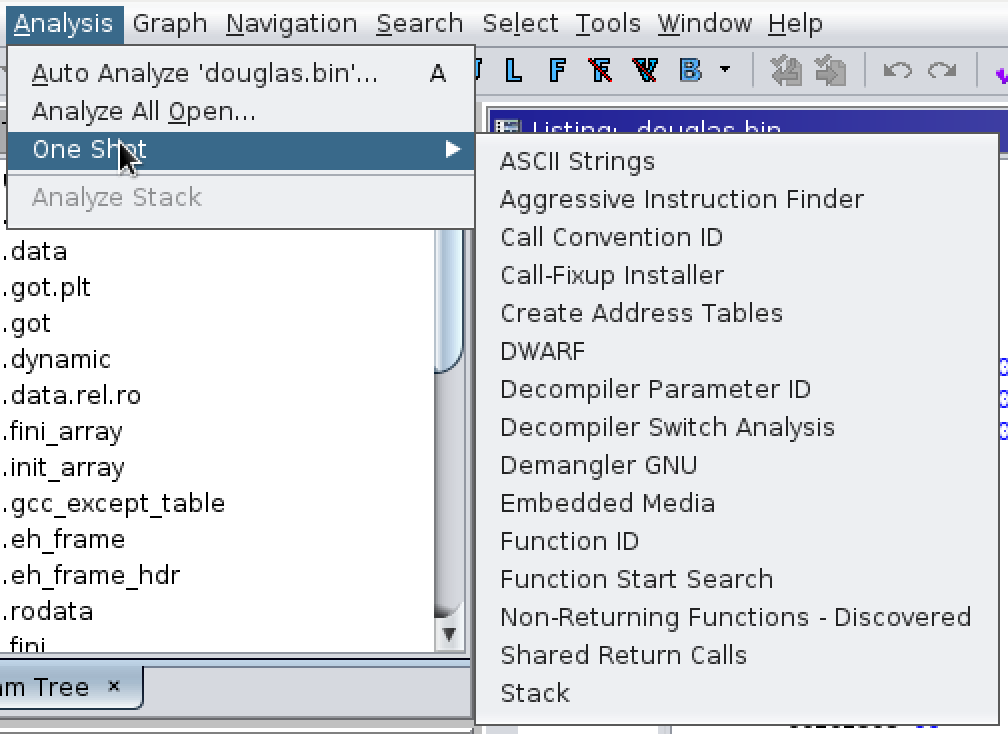 Analysis Graph Navigation Search Select Tools Window Help
Auto Analyze 'douglas.bin'... A
L F F V B
Analyze All Open...
Listing: douglas.bin
One Shot
ASCII Strings
Analyze Stack
Aggressive Instruction Finder
Call Convention ID
.data
Call-Fixup Installer
.got.plt
Create Address Tables
.got
DWARF
.dynamic
Decompiler Parameter ID
.data.rel.ro
Decompiler Switch Analysis
.fini_array
Demangler GNU
.init_array
Embedded Media
.gcc_except_table
Function ID
.eh_frame
Function Start Search
.eh_frame_hdr
Non-Returning Functions - Discovered
.rodata
Shared Return Calls
.fini
Stack
Tree ×